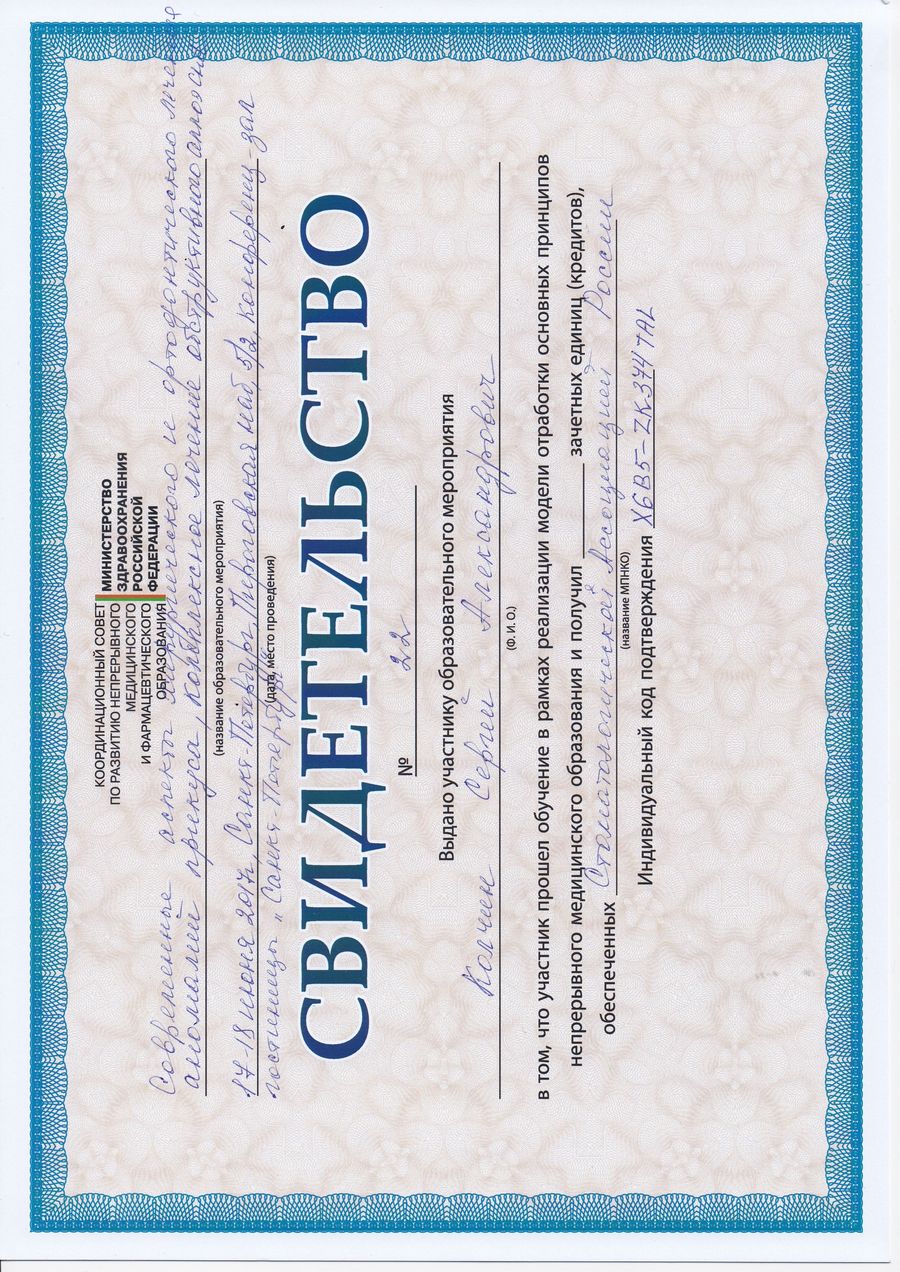 КООРДИНАЦИОННЫЙ СОВЕТ
ПО РАЗВИТИЮ НЕПРЕРЫВНОГО
МЕДИЦИНСКОГО
И ФАРМАЦЕВТИЧЕСКОГО
ОБРАЗОВАНИЯ
МИНИСТЕРСТВО
ЗДРАВООХРАНЕНИЯ
РОССИЙСКОЙ
ФЕДЕРАЦИИ
Современные аспекты хирургического и ортодонтического лечения
аномалий прикуса, комплексное лечение обструктивного апноэ сна
(название образовательного мероприятия)
17-18 июня 2017г, Санкт-Петербург, Пироговская наб, 5/2, конференц-зал
(дата, место проведения)
гостиницы „Санкт-Петербург"
СВИДЕТЕЛЬСТВО
№ 22
Выдано участнику образовательного мероприятия
Колчин Сергей Александрович
(Ф. И. О.)
в том, что участник прошел обучение в рамках реализации модели отработки основных принципов
непрерывного медицинского образования и получил зачетных единиц (кредитов),
обеспеченных Стоматологической Ассоциацией России
(название МПНКО)
Индивидуальный код подтверждения X6B5-ZK374TAL